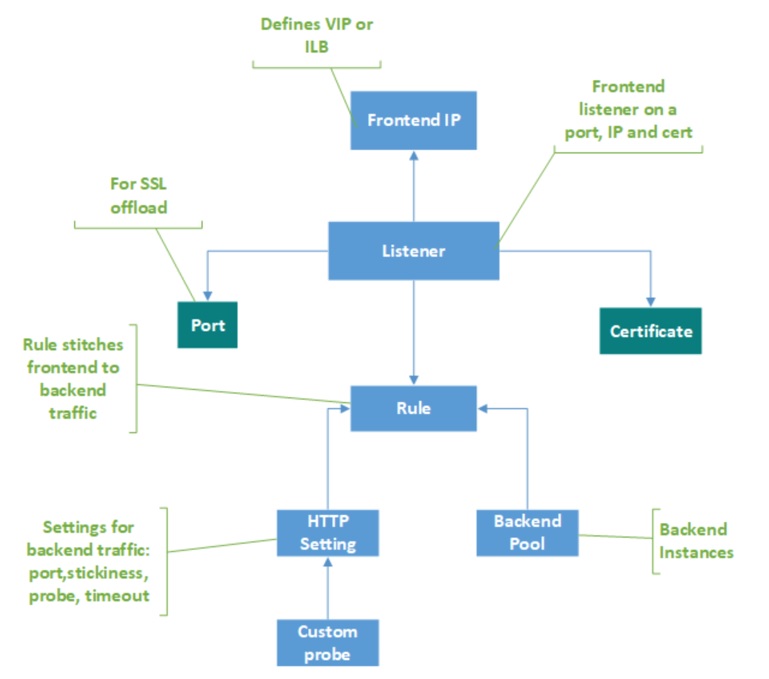 Defines VIP or
ILB
Frontend IP
Frontend
listener on a
port, IP and cert
For SSL
offload
Listener
Port
Certificate
Rule stitches
frontend to
backend
traffic
Rule
HTTP
Setting
Backend
Pool
Settings for
backend traffic:
port,stickiness,
probe, timeout
Backend
Instances
Custom
probe